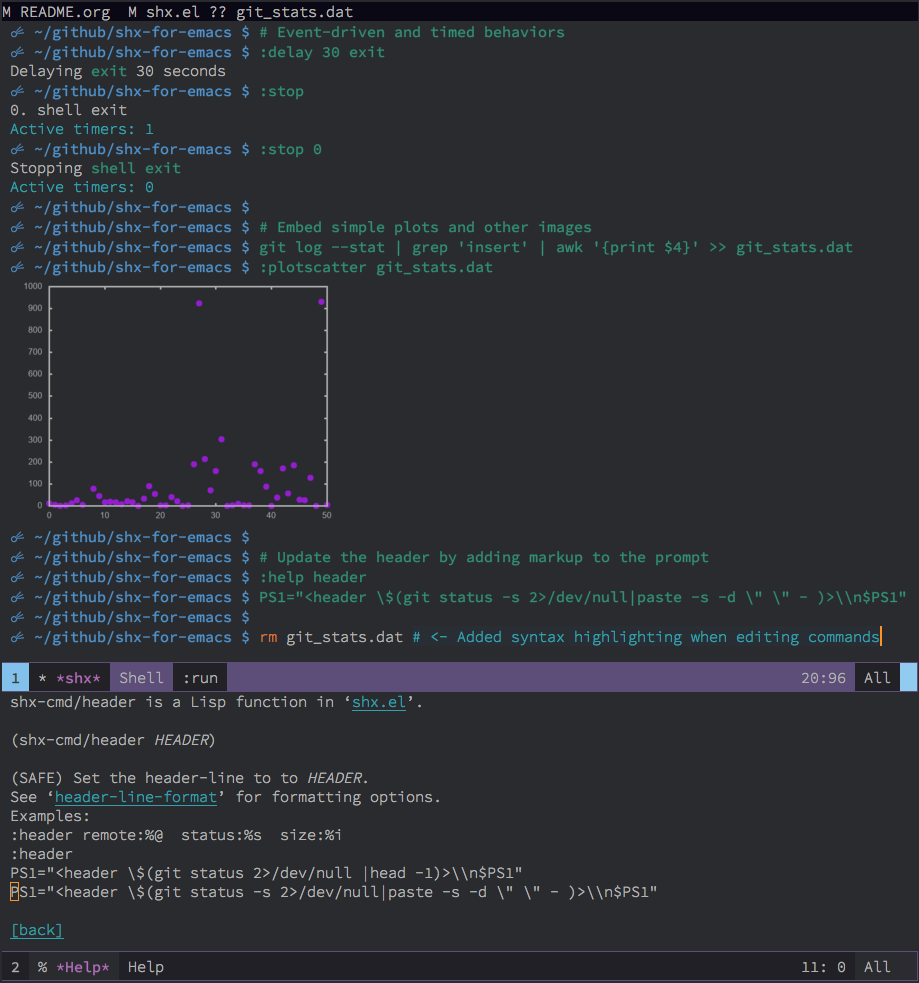 M README.org  M shx.el ?? git_stats.dat
~/github/shx-for-emacs $ # Event-driven and timed behaviors
~/github/shx-for-emacs $ :delay 30 exit
Delaying exit 30 seconds
~/github/shx-for-emacs $ :stop
0. shell exit
Active timers: 1
~/github/shx-for-emacs $ :stop 0
Stopping shell exit
Active timers: 0
~/github/shx-for-emacs $
~/github/shx-for-emacs $ # Embed simple plots and other images
~/github/shx-for-emacs $ git log --stat | grep 'insert' | awk '{print $4}' >> git_stats.dat
~/github/shx-for-emacs $ :plotscatter git_stats.dat
1000
900
800
700
600
500
400
300
200
100
0
0 10 20 30 40 50
~/github/shx-for-emacs $
~/github/shx-for-emacs $ # Update the header by adding markup to the prompt
~/github/shx-for-emacs $ :help header
~/github/shx-for-emacs $ PS1="<header \$(git status -s 2>/dev/null|paste -s -d \" \" - )>\\n$PS1"
~/github/shx-for-emacs $
~/github/shx-for-emacs $ rm git_stats.dat # <- Added syntax highlighting when editing commands
1 * *shx* Shell :run 20:96 All
shx-cmd/header is a Lisp function in ‘shx.el’.
(shx-cmd/header HEADER)
(SAFE) Set the header-line to to HEADER.
See ‘header-line-format’ for formatting options.
Examples:
:header remote:%@  status:%s  size:%i
:header
PS1="<header \$(git status 2>/dev/null |head -1)>\\n$PS1"
PS1="<header \$(git status -s 2>/dev/null|paste -s -d \" \" - )>\\n$PS1"
[back]
2 % *Help* Help 11: 0 All